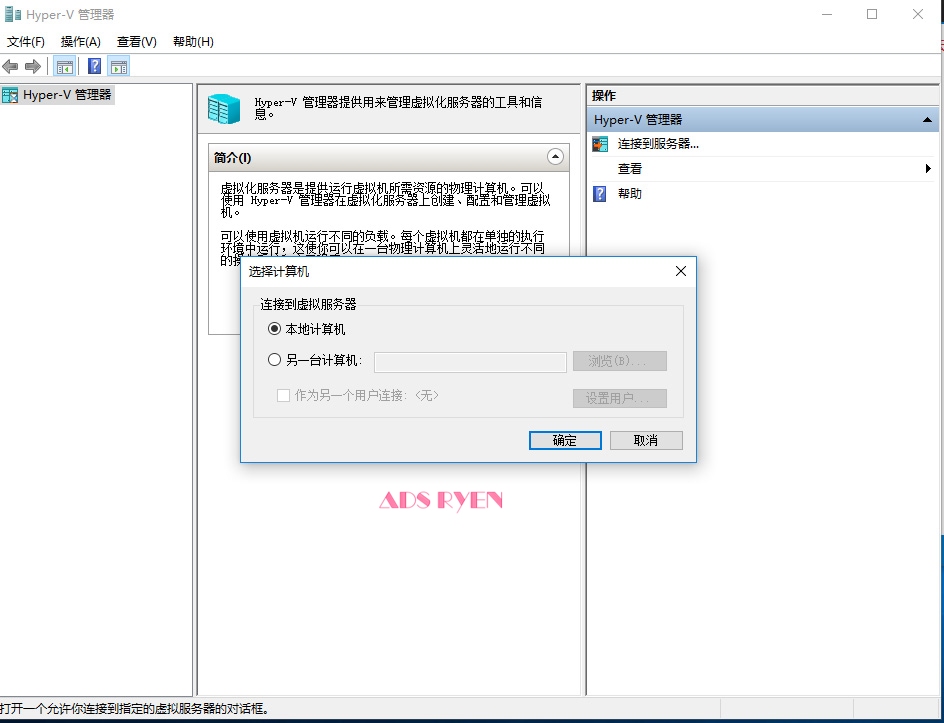 Hyper-V 管理器
文件(F) 操作(A) 查看(V) 帮助(H)
Hyper-V 管理器
Hyper-V 管理器提供用来管理虚拟化服务器的工具和信
息。
简介(I)
虚拟化服务器是提供运行虚拟机所需资源的物理计算机。可以
使用 Hyper-V 管理器在虚拟化服务器上创建、配置和管理虚拟
机。
可以使用虚拟机运行不同的负载。每个虚拟机都在单独的执行
环境中运行，这使你可以在一台物理计算机上灵活地运行不同
的操
选择计算机
连接到虚拟服务器
本地计算机
另一台计算机:
浏览(B)...
作为另一个用户连接: <无>
设置用户...
确定
取消
ADS RYEN
操作
Hyper-V 管理器
连接到服务器...
查看
帮助
打开一个允许你连接到指定的虚拟服务器的对话框。